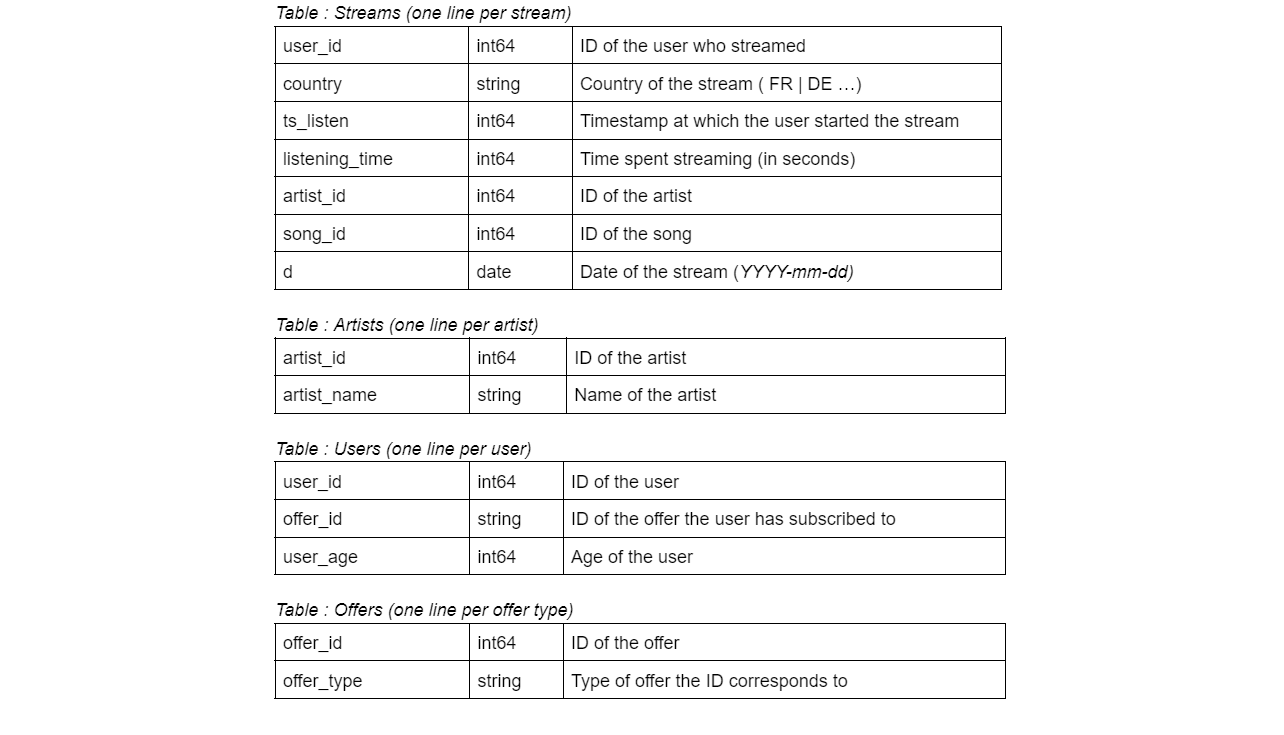 Table : Streams (one line per stream)
user_id int64 ID of the user who streamed
country string Country of the stream ( FR | DE …)
ts_listen int64 Timestamp at which the user started the stream
listening_time int64 Time spent streaming (in seconds)
artist_id int64 ID of the artist
song_id int64 ID of the song
d date Date of the stream (YYYY-mm-dd)
Table : Artists (one line per artist)
artist_id int64 ID of the artist
artist_name string Name of the artist
Table : Users (one line per user)
user_id int64 ID of the user
offer_id string ID of the offer the user has subscribed to
user_age int64 Age of the user
Table : Offers (one line per offer type)
offer_id int64 ID of the offer
offer_type string Type of offer the ID corresponds to